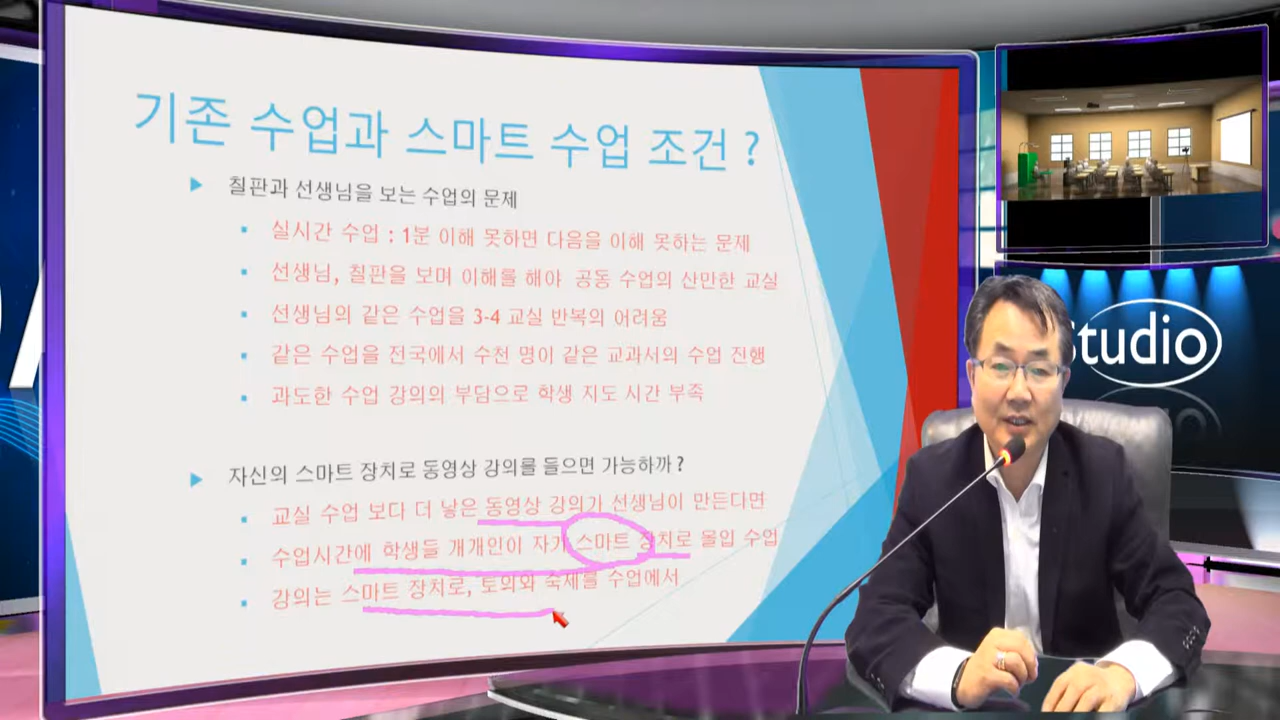 기존 수업과 스마트 수업 조건 ?
칠판과 선생님을 보는 수업의 문제
실시간 수업 : 1분 이해 못하면 다음을 이해 못하는 문제
선생님, 칠판을 보며 이해를 해야 공동 수업의 산만한 교실
선생님의 같은 수업을 3-4 교실 반복의 어려움
같은 수업을 전국에서 수천 명이 같은 교과서의 수업 진행
과도한 수업 강의의 부담으로 학생 지도 시간 부족
자신의 스마트 장치로 동영상 강의를 들으면 가능하까 ?
교실 수업 보다 더 낳은 동영상 강의가 선생님이 만든다면
수업시간에 학생들 개개인이 자개 스마트 장치로 몰입 수업
강의는 스마트 장치로, 토의와 숙제를 수업에서
Studio